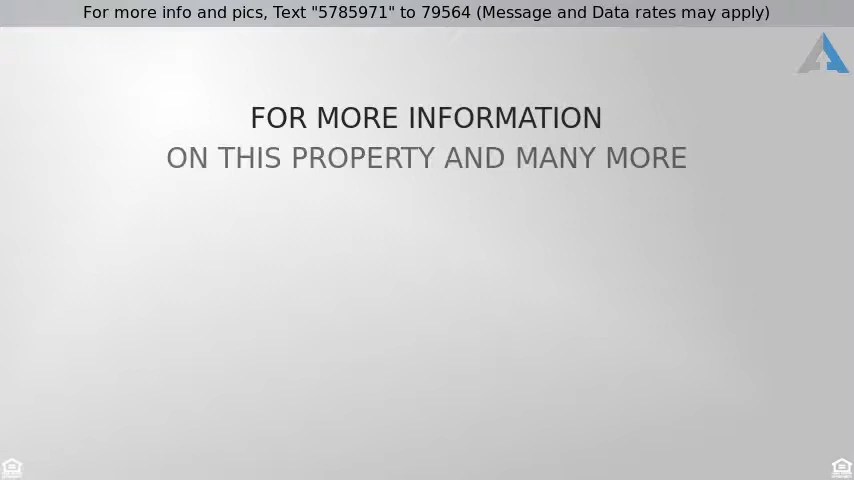 For more info and pics, Text "5785971" to 79564 (Message and Data rates may apply)
FOR MORE INFORMATION
ON THIS PROPERTY AND MANY MORE